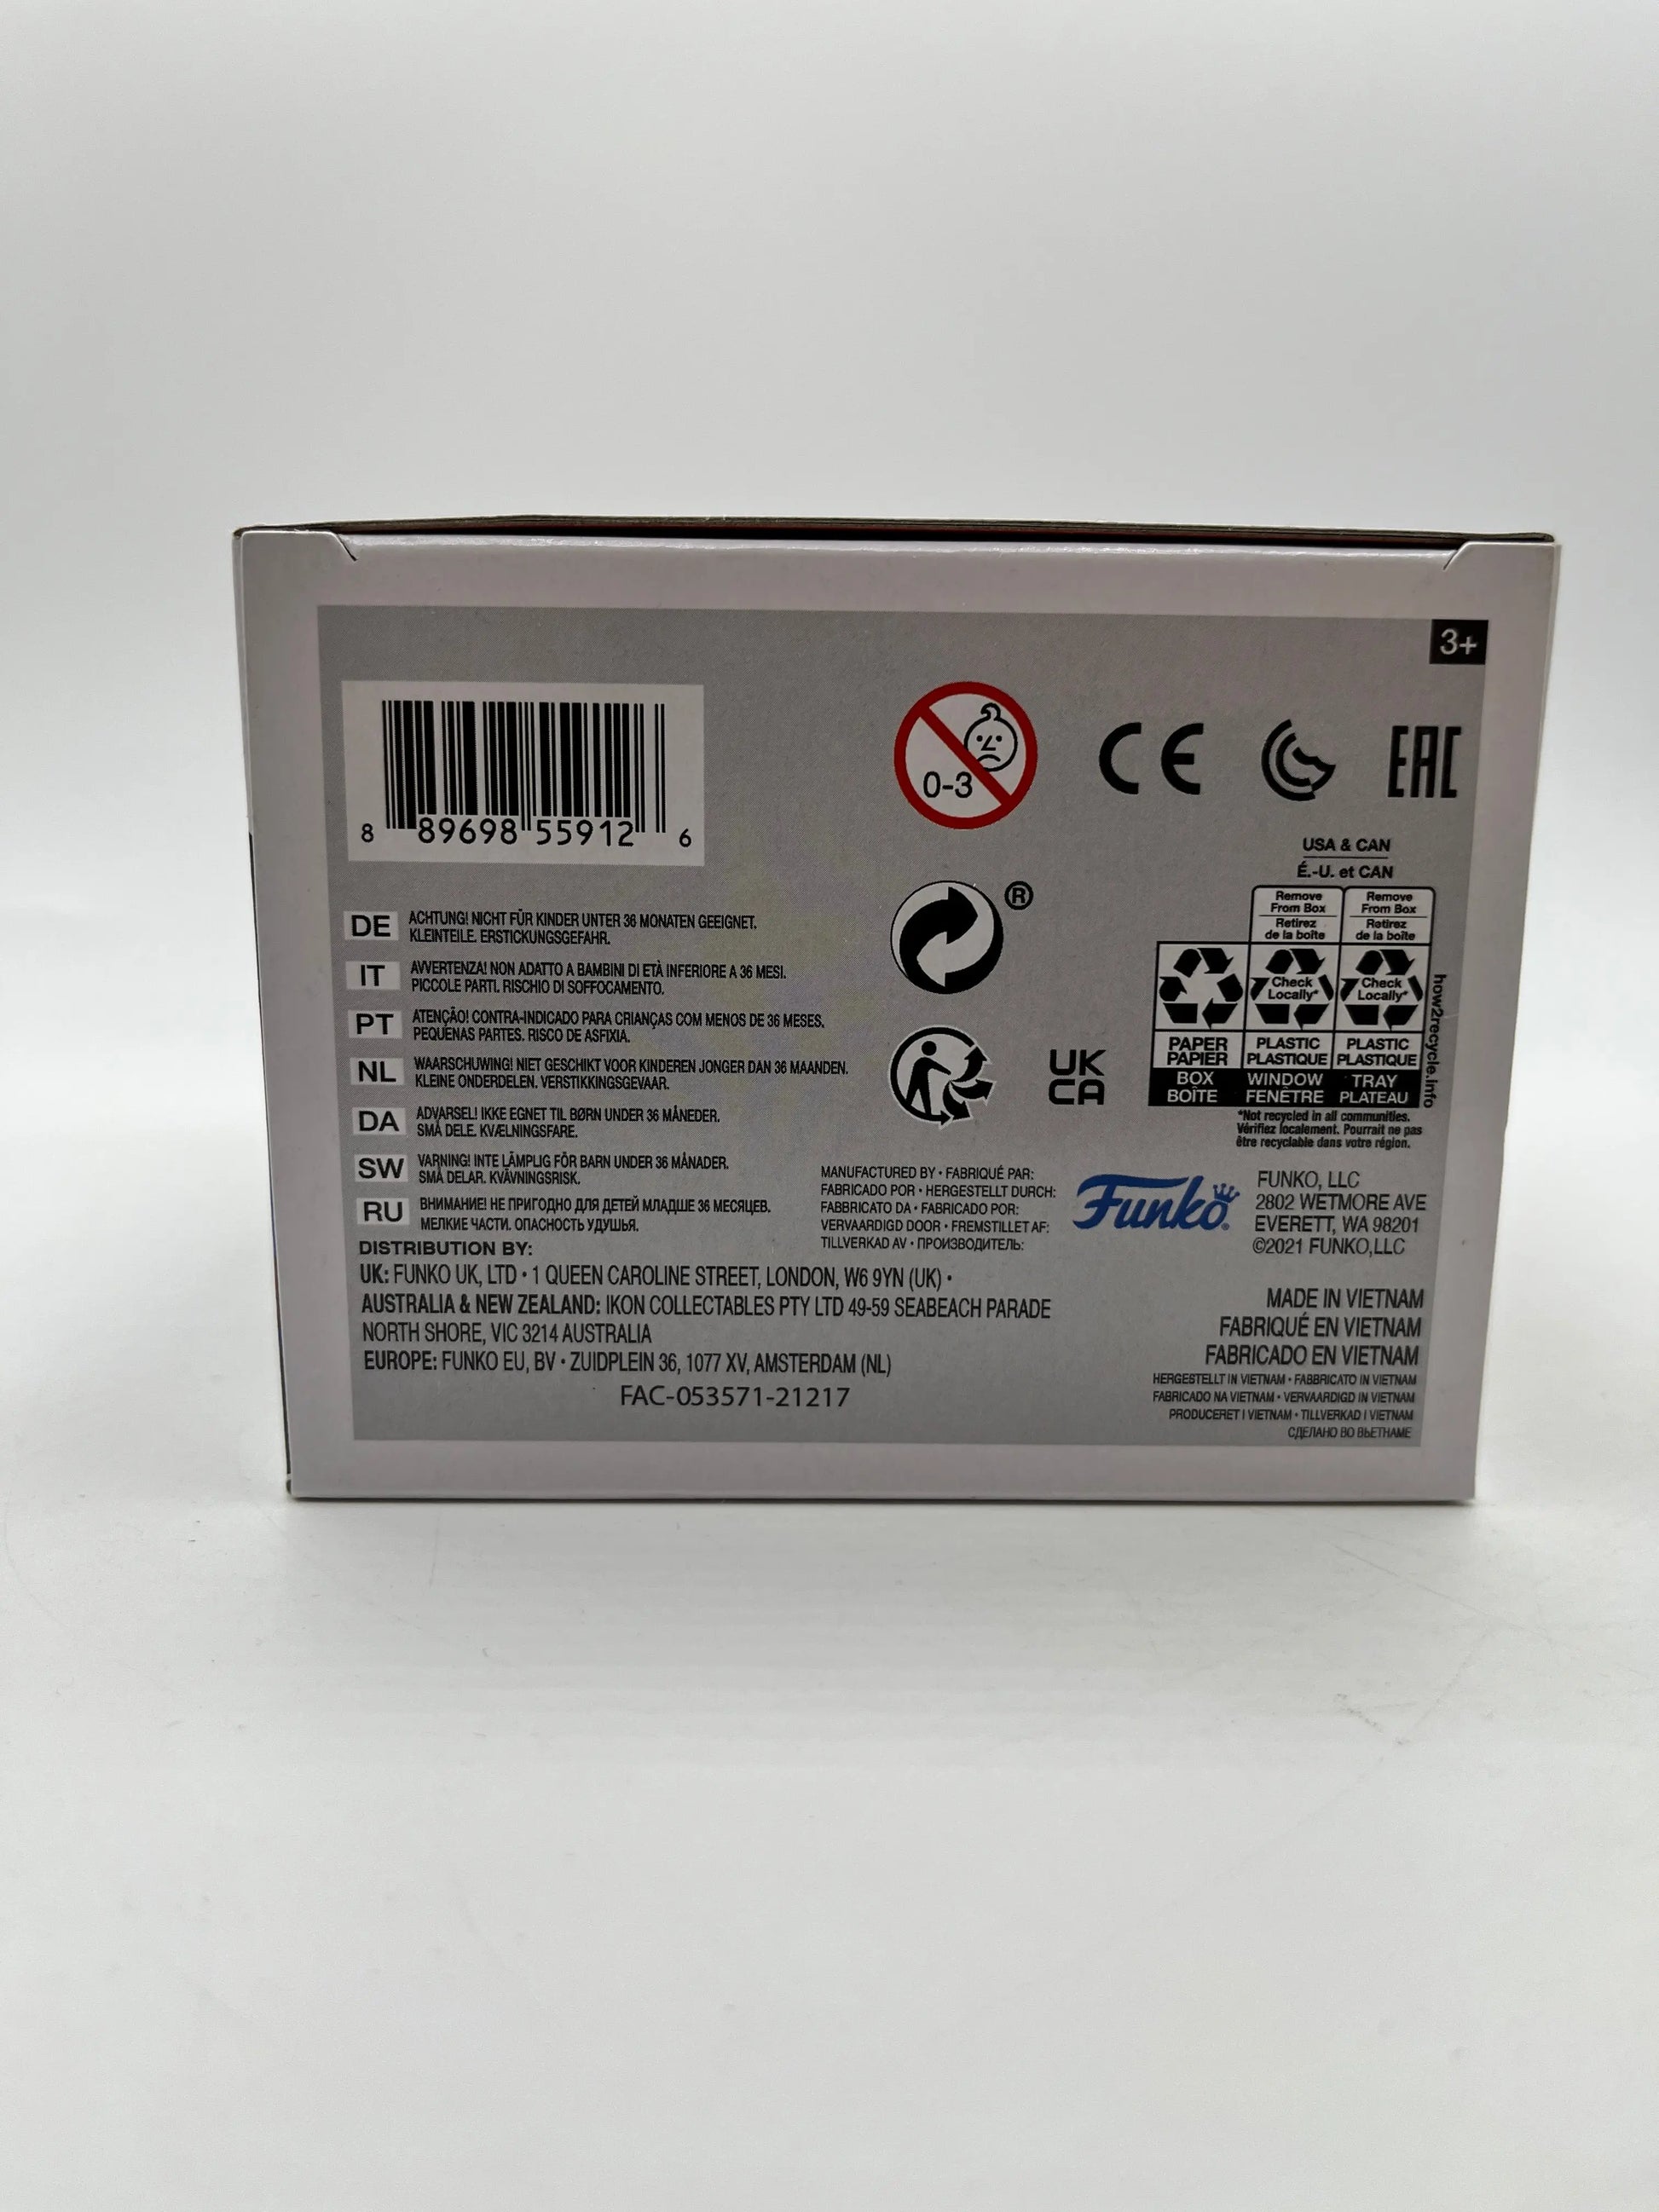 3+
8 89698 55912 6
0-3
CE
EAC
USA & CAN
É.-U. et CAN
Remove From Box
Retirez de la boîte
Remove From Box
Retirez de la boîte
Check Locally*
Check Locally*
PAPER
PAPIER
PLASTIC
PLASTIQUE
PLASTIC
PLASTIQUE
BOX
BOÎTE
WINDOW
FENÊTRE
TRAY
PLATEAU
how2recycle.info
*Not recycled in all communities.
Vérifiez localement. Pourrait ne pas
être recyclable dans votre région.
®
UK
CA
DE ACHTUNG! NICHT FÜR KINDER UNTER 36 MONATEN GEEIGNET.
KLEINTEILE. ERSTICKUNGSGEFAHR.
IT AVVERTENZA! NON ADATTO A BAMBINI DI ETÀ INFERIORE A 36 MESI.
PICCOLE PARTI. RISCHIO DI SOFFOCAMENTO.
PT ATENÇÃO! CONTRA-INDICADO PARA CRIANÇAS COM MENOS DE 36 MESES.
PEQUENAS PARTES. RISCO DE ASFIXIA.
NL WAARSCHUWING! NIET GESCHIKT VOOR KINDEREN JONGER DAN 36 MAANDEN.
KLEINE ONDERDELEN. VERSTIKKINGSGEVAAR.
DA ADVARSEL! IKKE EGNET TIL BØRN UNDER 36 MÅNEDER.
SMÅ DELE. KVÆLNINGSFARE.
SW VARNING! INTE LÄMPLIG FÖR BARN UNDER 36 MÅNADER.
SMÅ DELAR. KVÄVNINGSRISK.
RU ВНИМАНИЕ! НЕ ПРИГОДНО ДЛЯ ДЕТЕЙ МЛАДШЕ 36 МЕСЯЦЕВ.
МЕЛКИЕ ЧАСТИ. ОПАСНОСТЬ УДУШЬЯ.
MANUFACTURED BY • FABRIQUÉ PAR:
FABRICADO POR • HERGESTELLT DURCH:
FABBRICATO DA • FABRICADO POR:
VERVAARDIGD DOOR • FREMSTILLET AF:
TILLVERKAD AV • ПРОИЗВОДИТЕЛЬ:
Funko
FUNKO, LLC
2802 WETMORE AVE
EVERETT, WA 98201
©2021 FUNKO,LLC
DISTRIBUTION BY:
UK: FUNKO UK, LTD • 1 QUEEN CAROLINE STREET, LONDON, W6 9YN (UK) •
AUSTRALIA & NEW ZEALAND: IKON COLLECTABLES PTY LTD 49-59 SEABEACH PARADE
NORTH SHORE, VIC 3214 AUSTRALIA
EUROPE: FUNKO EU, BV • ZUIDPLEIN 36, 1077 XV, AMSTERDAM (NL)
FAC-053571-21217
MADE IN VIETNAM
FABRIQUÉ EN VIETNAM
FABRICADO EN VIETNAM
HERGESTELLT IN VIETNAM • FABBRICATO IN VIETNAM
FABRICADO NA VIETNAM • VERVAARDIGD IN VIETNAM
PRODUCERET I VIETNAM • TILLVERKAD I VIETNAM
СДЕЛАНО ВО ВЬЕТНАМЕ